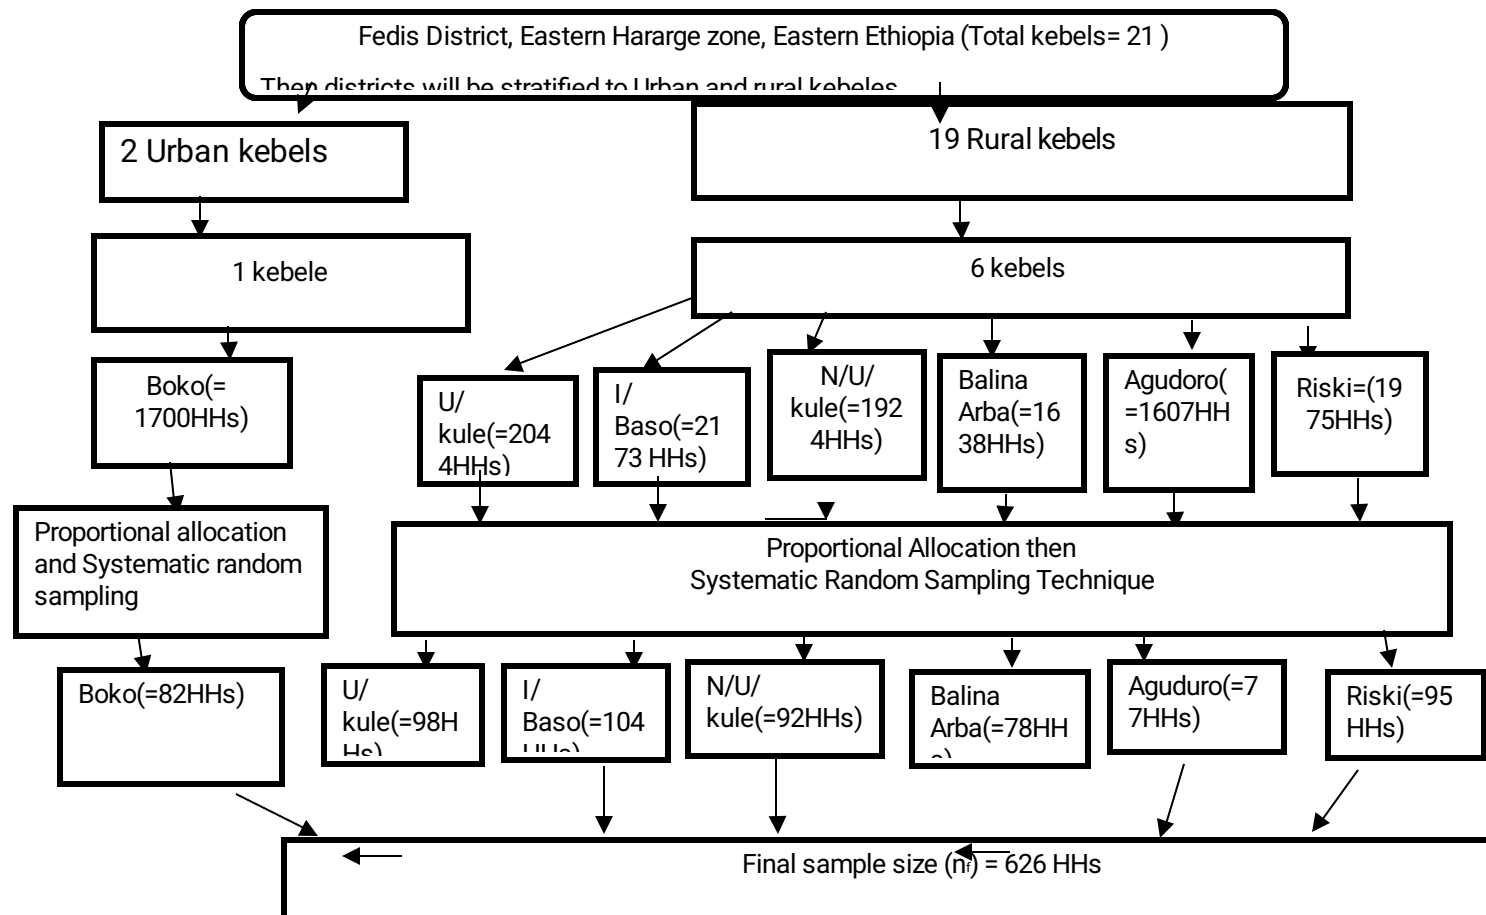 Fedis District, Eastern Hararge zone, Eastern Ethiopia (Total kebels= 21 )
Then districts will be stratified to Urban and rural kebeles
2 Urban kebels
19 Rural kebels
1 kebele
6 kebels
Boko(=
1700HHs)
U/
kule(=204
4HHs)
I/
Baso(=21
73 HHs)
N/U/
kule(=192
4HHs)
Balina
Arba(=16
38HHs)
Agudoro(
=1607HH
s)
Riski=(19
75HHs)
Proportional allocation
and Systematic random
sampling
Proportional Allocation then
Systematic Random Sampling Technique
Boko(=82HHs)
U/
kule(=98H
Hs)
I/
Baso(=104
HHs)
N/U/
kule(=92HHs)
Balina
Arba(=78HH
s)
Aguduro(=7
7HHs)
Riski(=95
HHs)
Final sample size (nf) = 626 HHs